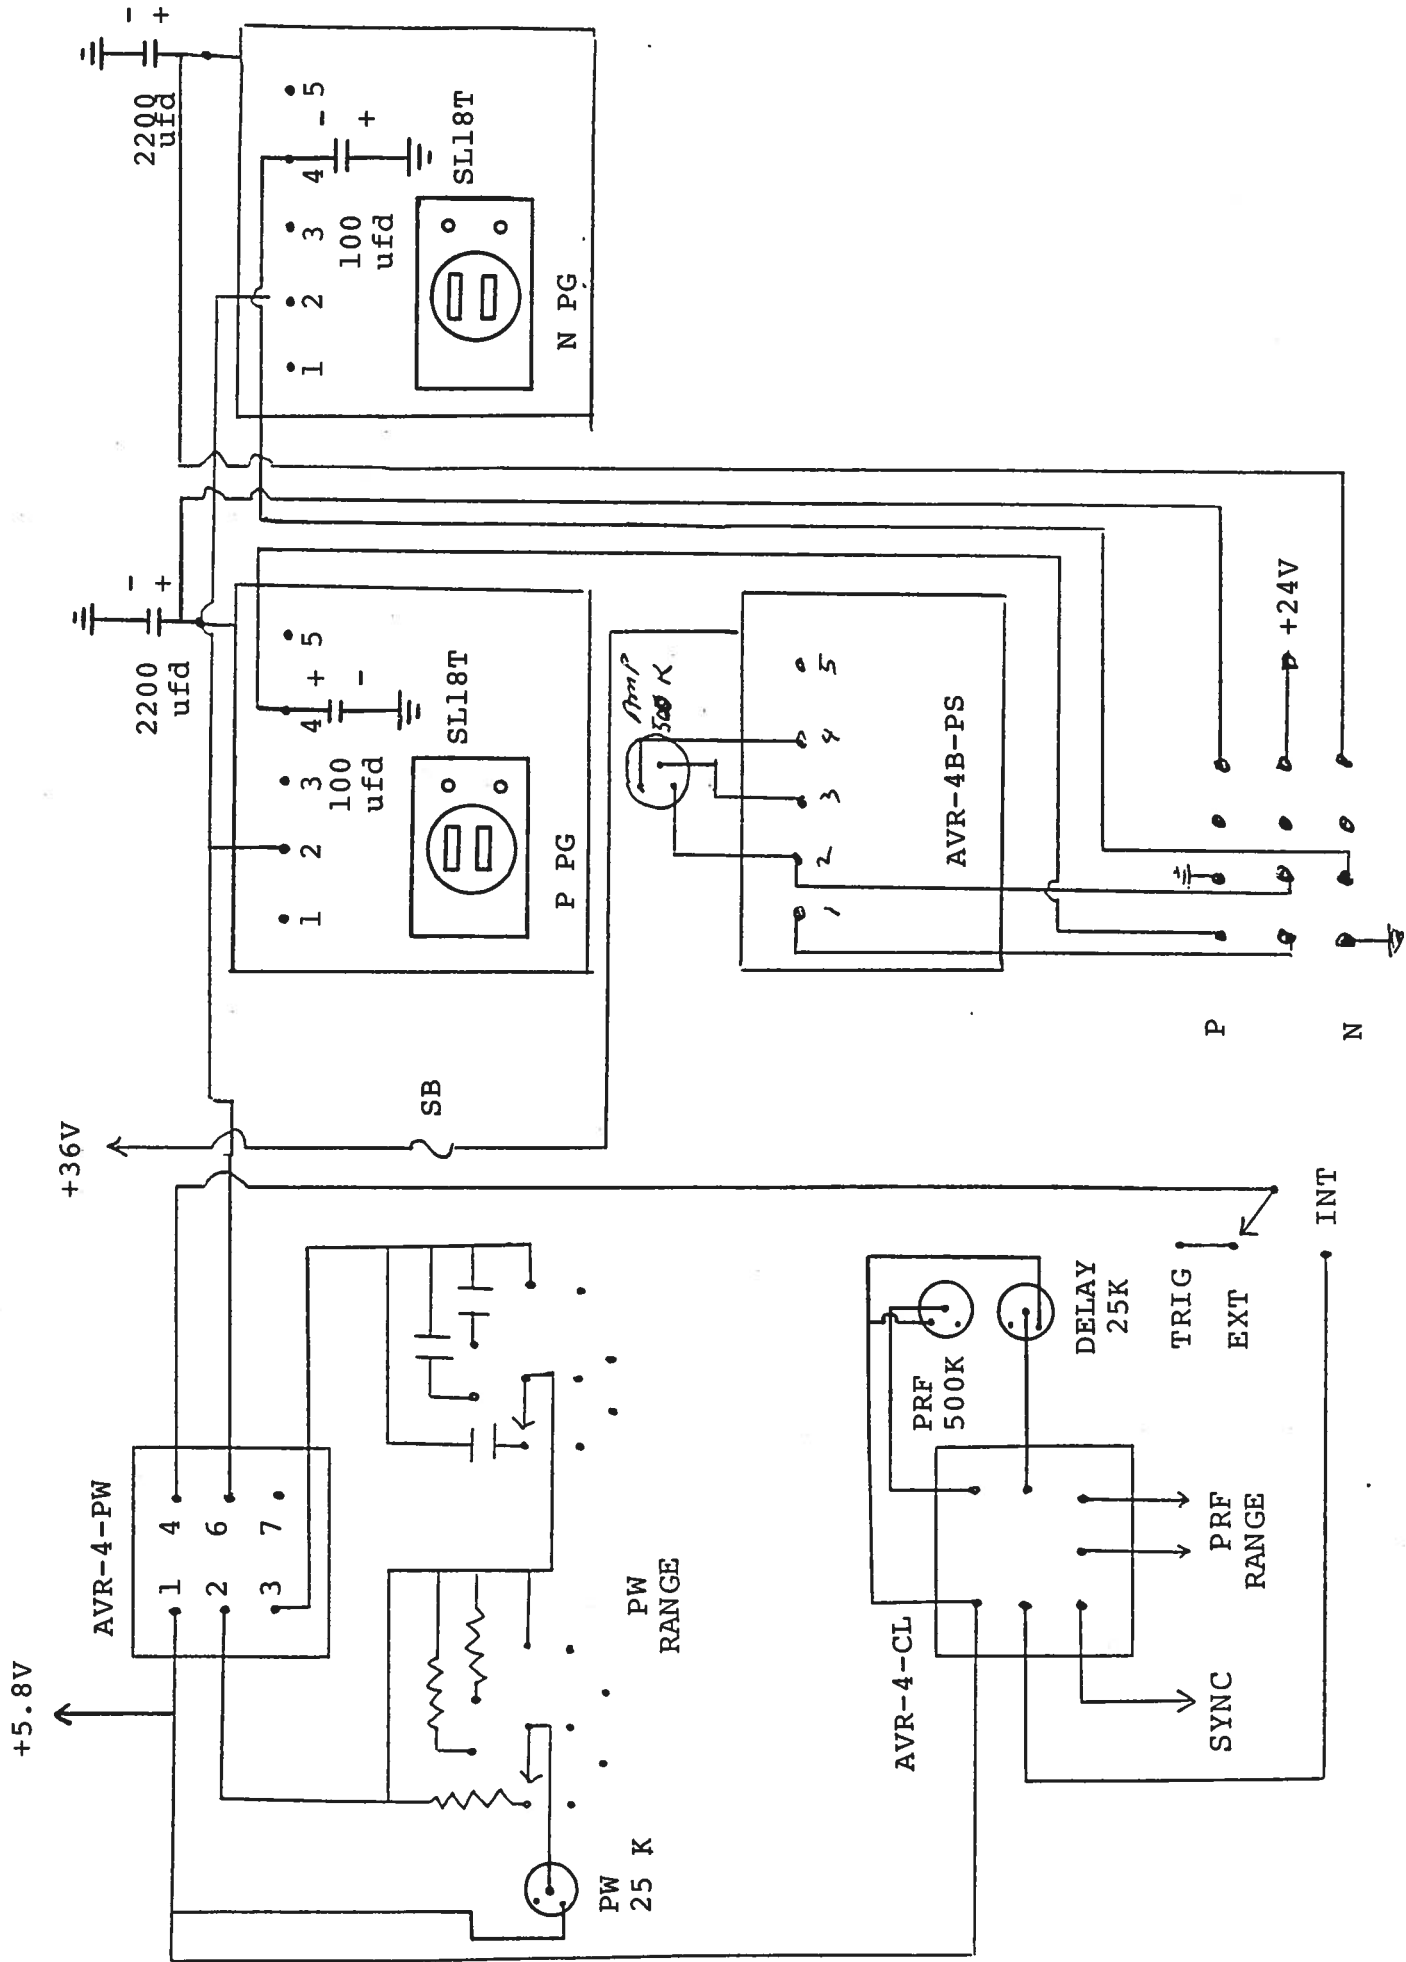 +5.8V
+36V
AVR-4-PW
1 4
2 6
3 7
2200
ufd
- +
2200
ufd
- +
1 2 3 4 5
+ -
100
ufd
SL18T
P PG
1 2 3 4 5
- +
100
ufd
SL18T
N PG
SB
PW
25 K
PW
RANGE
AMP
500 K
1 2 3 4 5
AVR-4B-PS
AVR-4-CL
PRF
500K
DELAY
25K
SYNC
PRF
RANGE
TRIG
EXT
INT
P
N
+24V